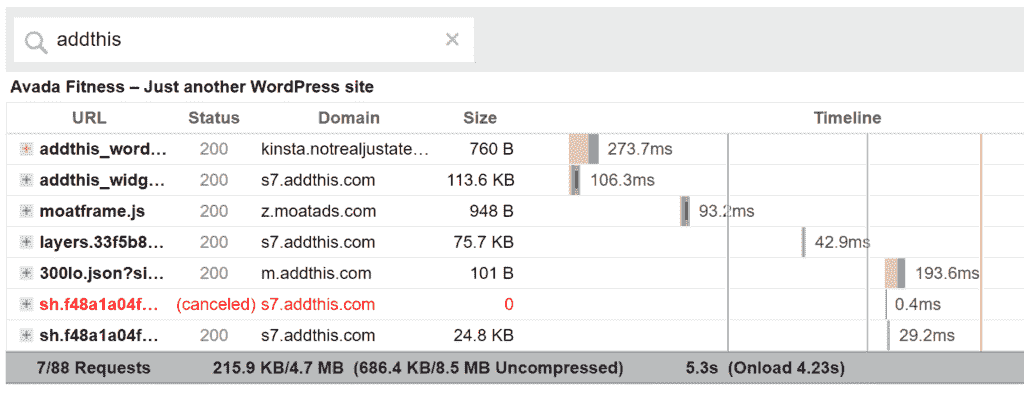 addthis
Avada Fitness – Just another WordPress site
URL Status Domain Size Timeline
addthis_word… 200 kinsta.notrealjustate… 760 B 273.7ms
addthis_widg… 200 s7.addthis.com 113.6 KB 106.3ms
moatframe.js 200 z.moatads.com 948 B 93.2ms
layers.33f5b8… 200 s7.addthis.com 75.7 KB 42.9ms
300lo.json?si… 200 m.addthis.com 101 B 193.6ms
sh.f48a1a04f… (canceled) s7.addthis.com 0 0.4ms
sh.f48a1a04f… 200 s7.addthis.com 24.8 KB 29.2ms
7/88 Requests 215.9 KB/4.7 MB (686.4 KB/8.5 MB Uncompressed) 5.3s (Onload 4.23s)